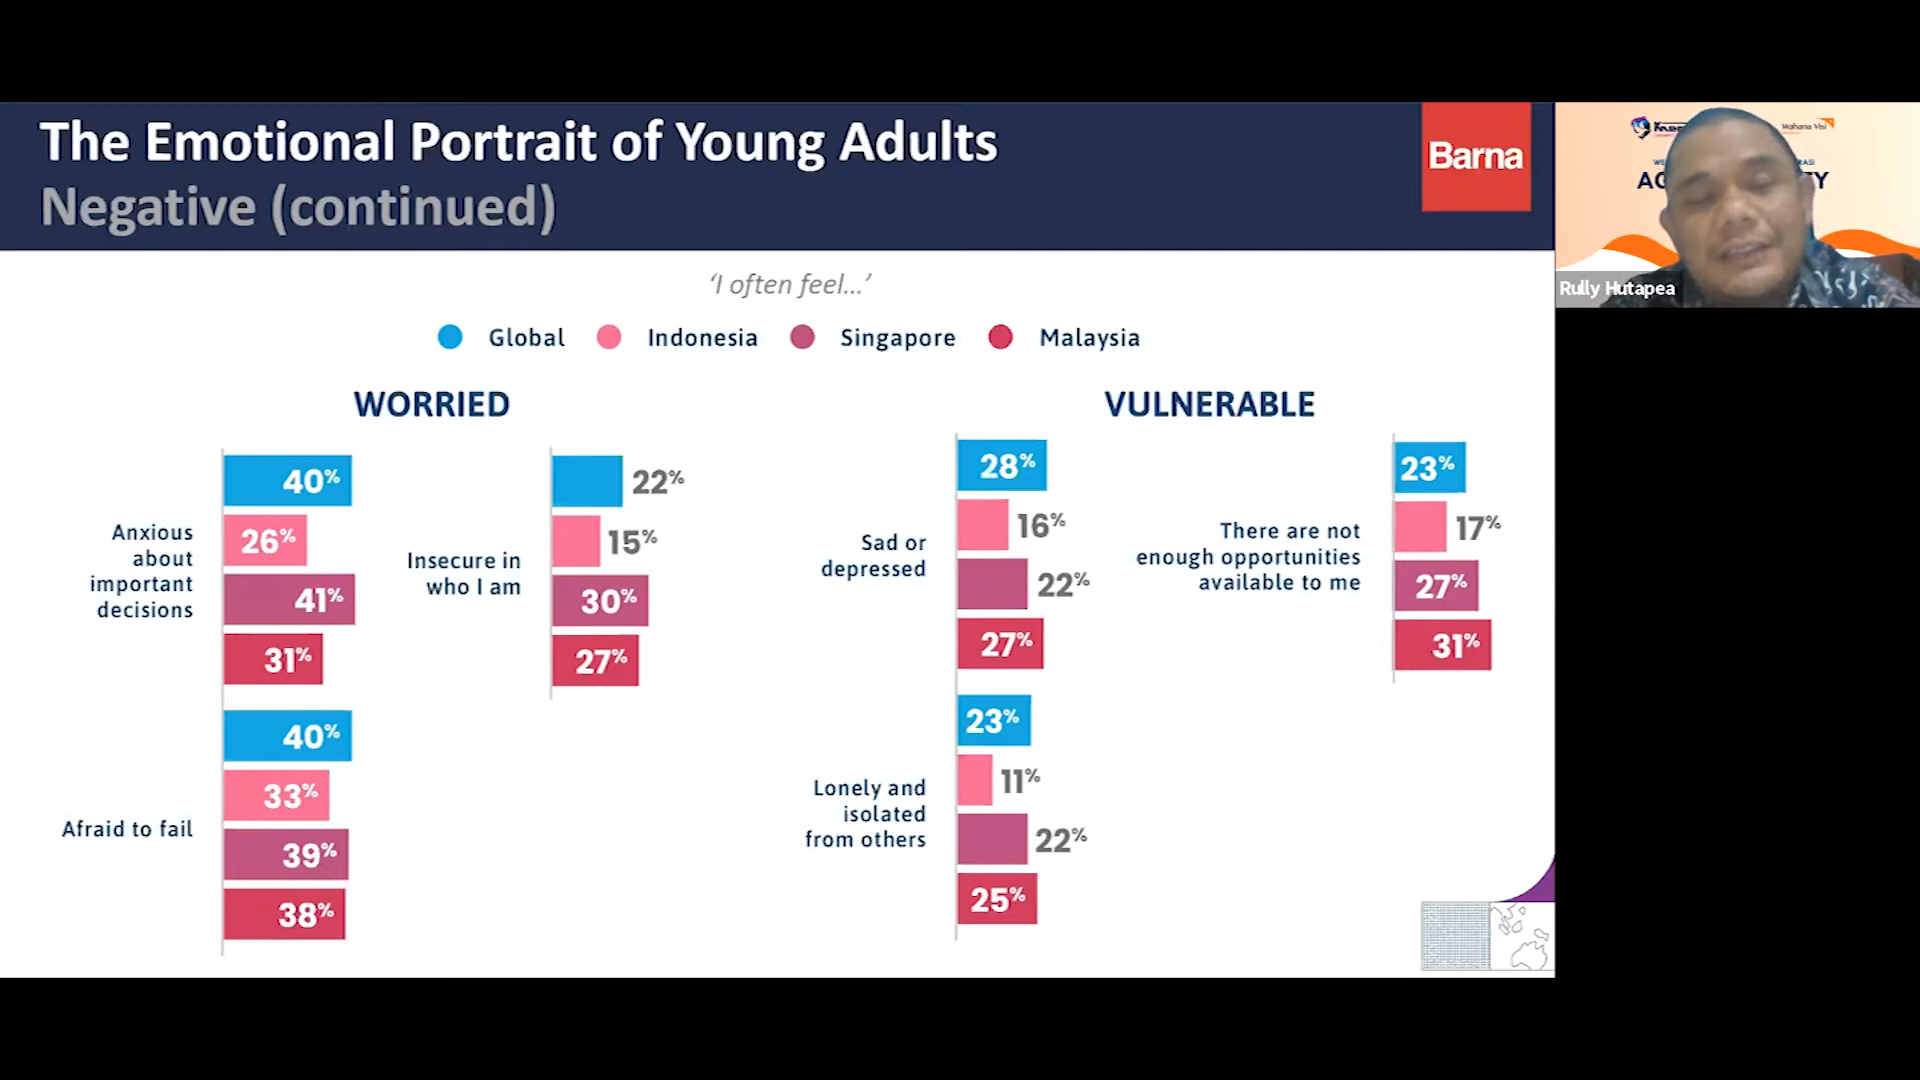 The Emotional Portrait of Young Adults
Negative (continued)
Barna
‘I often feel...’
Global
Indonesia
Singapore
Malaysia
WORRIED
Anxious
about
important
decisions
40%
26%
41%
31%
Insecure in
who I am
22%
15%
30%
27%
Afraid to fail
40%
33%
39%
38%
VULNERABLE
Sad or
depressed
28%
16%
22%
27%
There are not
enough opportunities
available to me
23%
17%
27%
31%
Lonely and
isolated
from others
23%
11%
22%
25%
Wahana Visi
Rully Hutapea